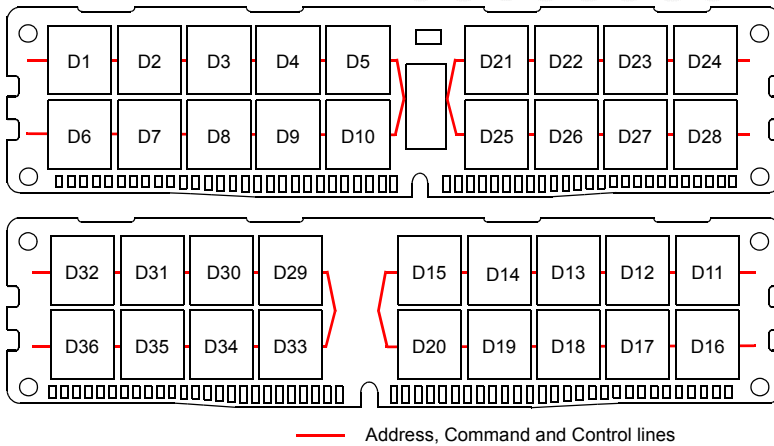 D1 D2 D3 D4 D5 D21 D22 D23 D24
D6 D7 D8 D9 D10 D25 D26 D27 D28
D32 D31 D30 D29 D15 D14 D13 D12 D11
D36 D35 D34 D33 D20 D19 D18 D17 D16
Address, Command and Control lines